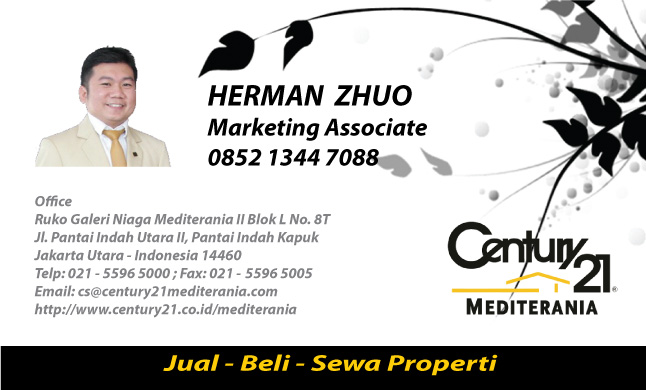 HERMAN ZHUO
Marketing Associate
0852 1344 7088
Office
Ruko Galeri Niaga Mediterania II Blok L No. 8T
Jl. Pantai Indah Utara II, Pantai Indah Kapuk
Jakarta Utara - Indonesia 14460
Telp: 021 - 5596 5000 ; Fax: 021 - 5596 5005
Email: cs@century21mediterania.com
http://www.century21.co.id/mediterania
Century
21®
MEDITERANIA
Jual - Beli - Sewa Properti